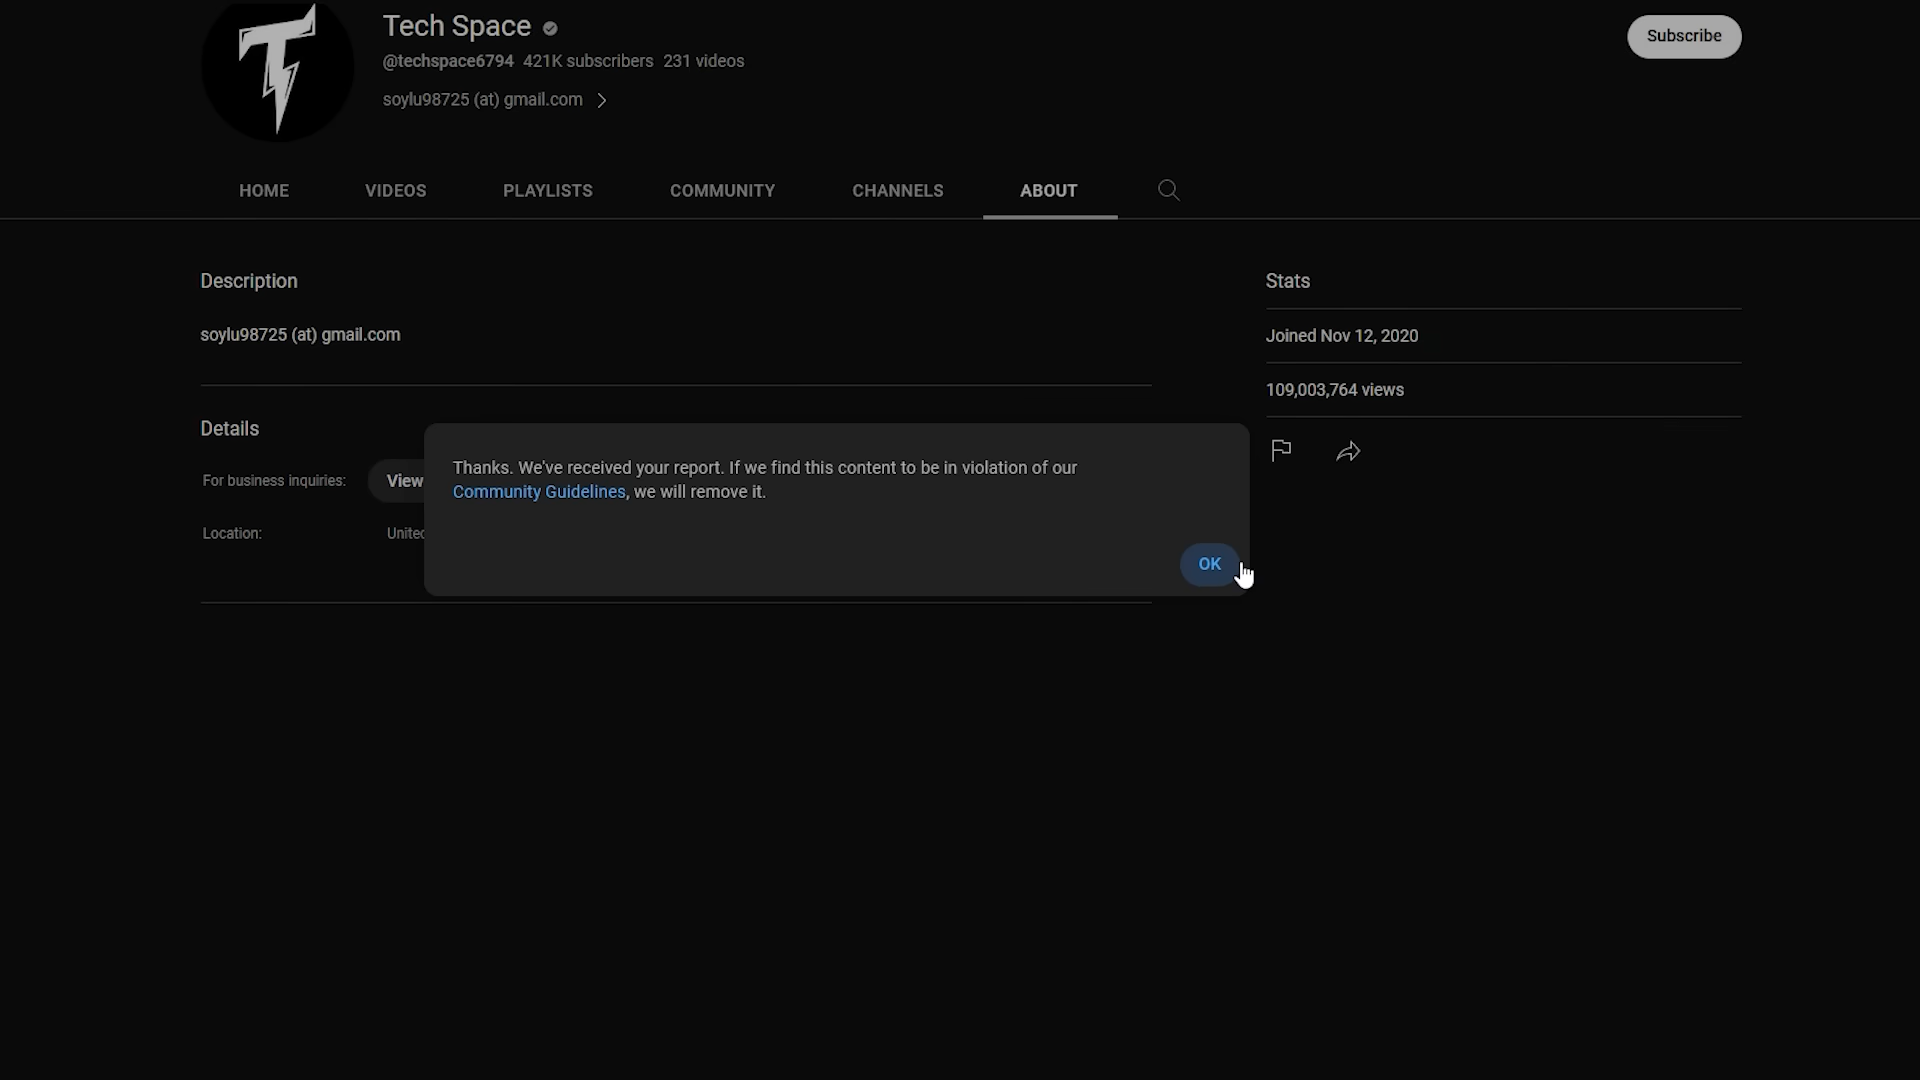 Tech Space
@techspace6794 421K subscribers 231 videos
Subscribe
soylu98725 (at) gmail.com
HOME VIDEOS PLAYLISTS COMMUNITY CHANNELS ABOUT
Description
soylu98725 (at) gmail.com
Stats
Joined Nov 12, 2020
109,003,764 views
Details
For business inquiries: View
Location: United
Thanks. We've received your report. If we find this content to be in violation of our
Community Guidelines, we will remove it.
OK